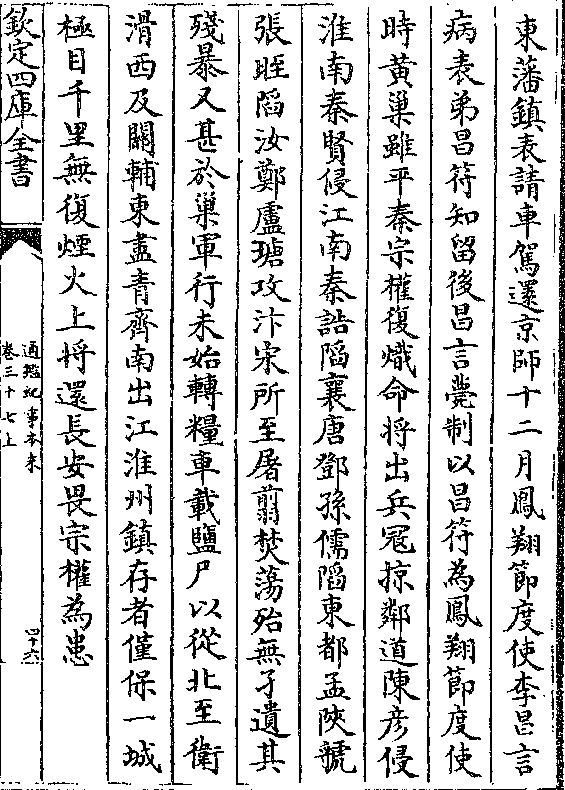 東藩鎮表請車駕還京師十二月鳳翔節度使李昌言
病表弟昌符知留後昌言薨制以昌符為鳳翔節度使
時黃巢雖平秦宗權復熾命将出兵冦掠鄰道陳彦侵
淮南秦賢侵江南秦誥䧟襄唐鄧孫儒䧟東都孟陜虢
張晊䧟汝鄭盧瑭攻汴宋所至屠翦焚蕩殆無孑遺其
殘暴又甚於巢軍行未始轉糧車載鹽尸以從北至衛
滑西及關輔東盡青齊南出江淮州鎮存者僅保一城
極目千里無復煙火上将還長安畏宗權為患
欽定四庫全書
通鑑紀事本末
卷三十七上
四十六